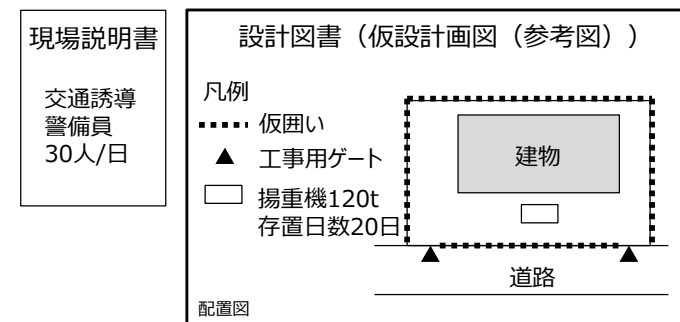 現場説明書
交通誘導
警備員
30人/日
設計図書（仮設計画図（参考図））
凡例
仮囲い
工事用ゲート
揚重機120t
存置日数20日
建物
道路
配置図